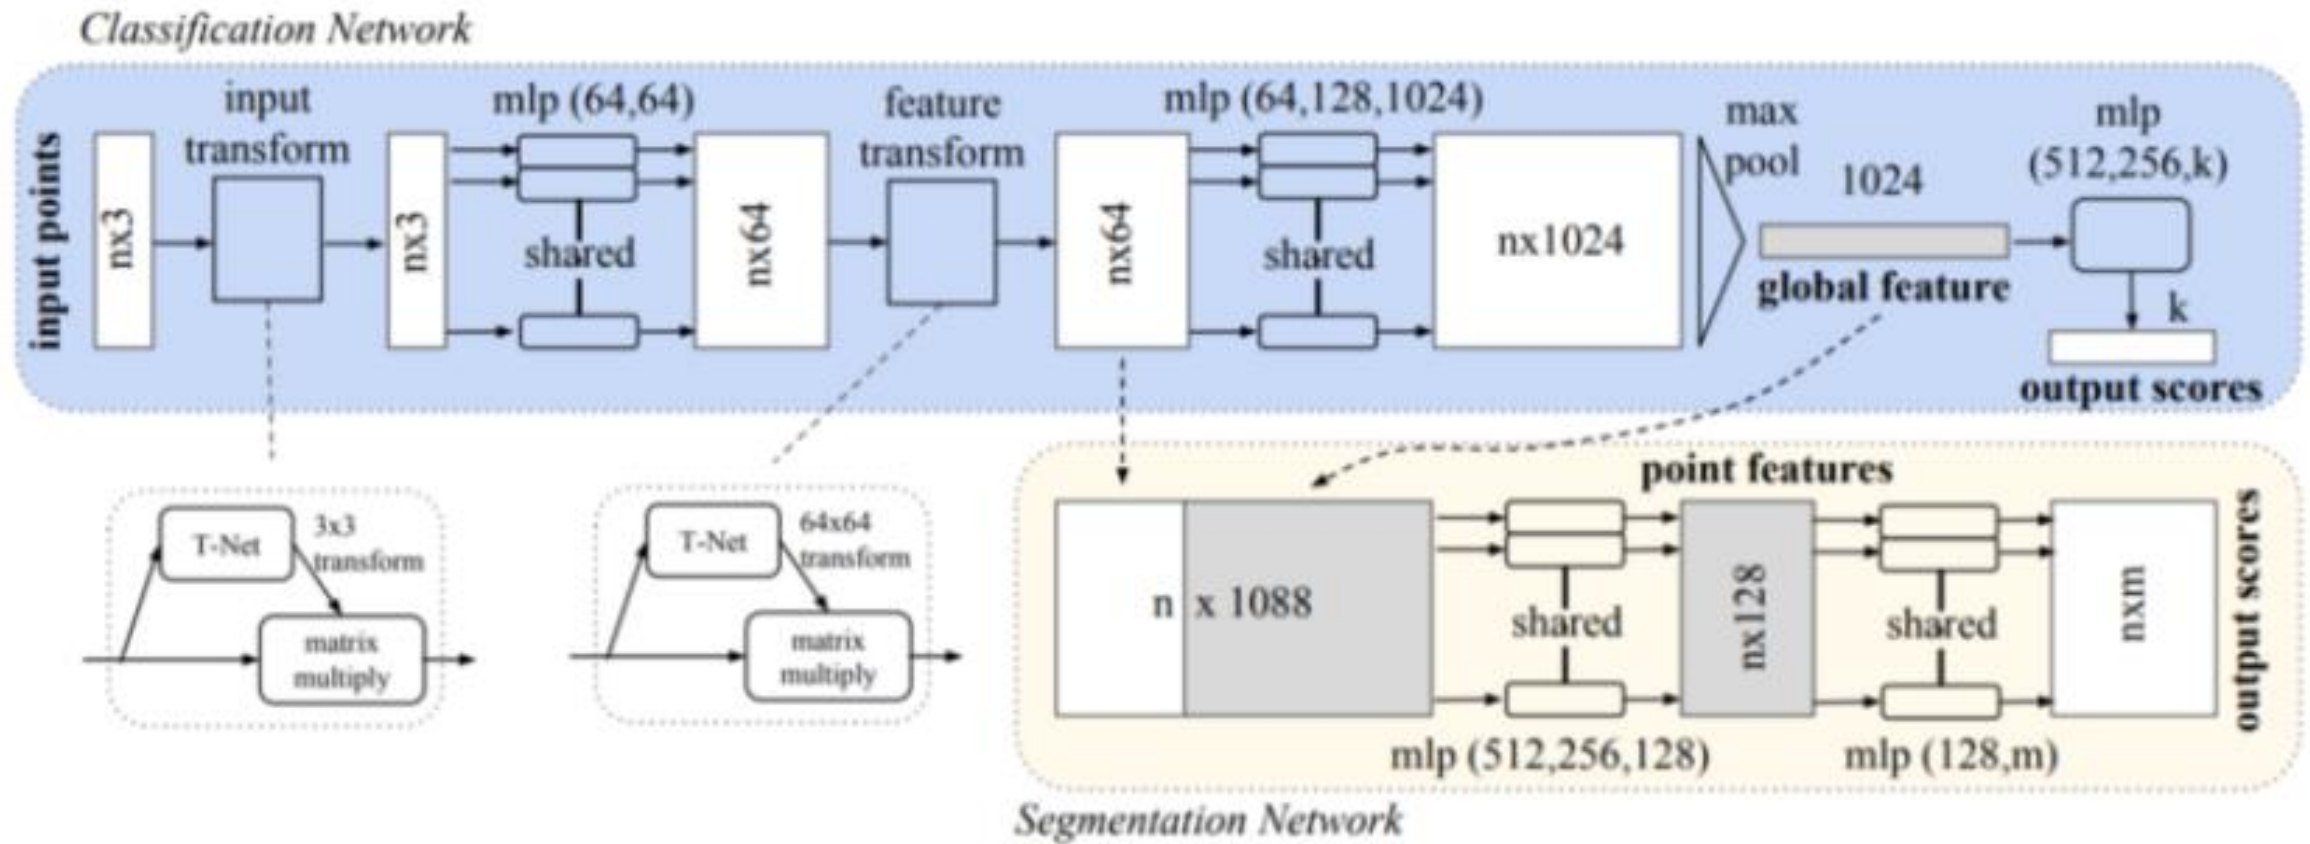 Classification Network
input points
nx3
input
transform
nx3
mlp (64,64)
shared
nx64
feature
transform
nx64
mlp (64,128,1024)
shared
nx1024
max
pool
1024
global feature
mlp
(512,256,k)
k
output scores
T-Net
3x3
transform
matrix
multiply
T-Net
64x64
transform
matrix
multiply
point features
n x 1088
shared
mlp (512,256,128)
nx128
shared
mlp (128,m)
nxm
output scores
Segmentation Network